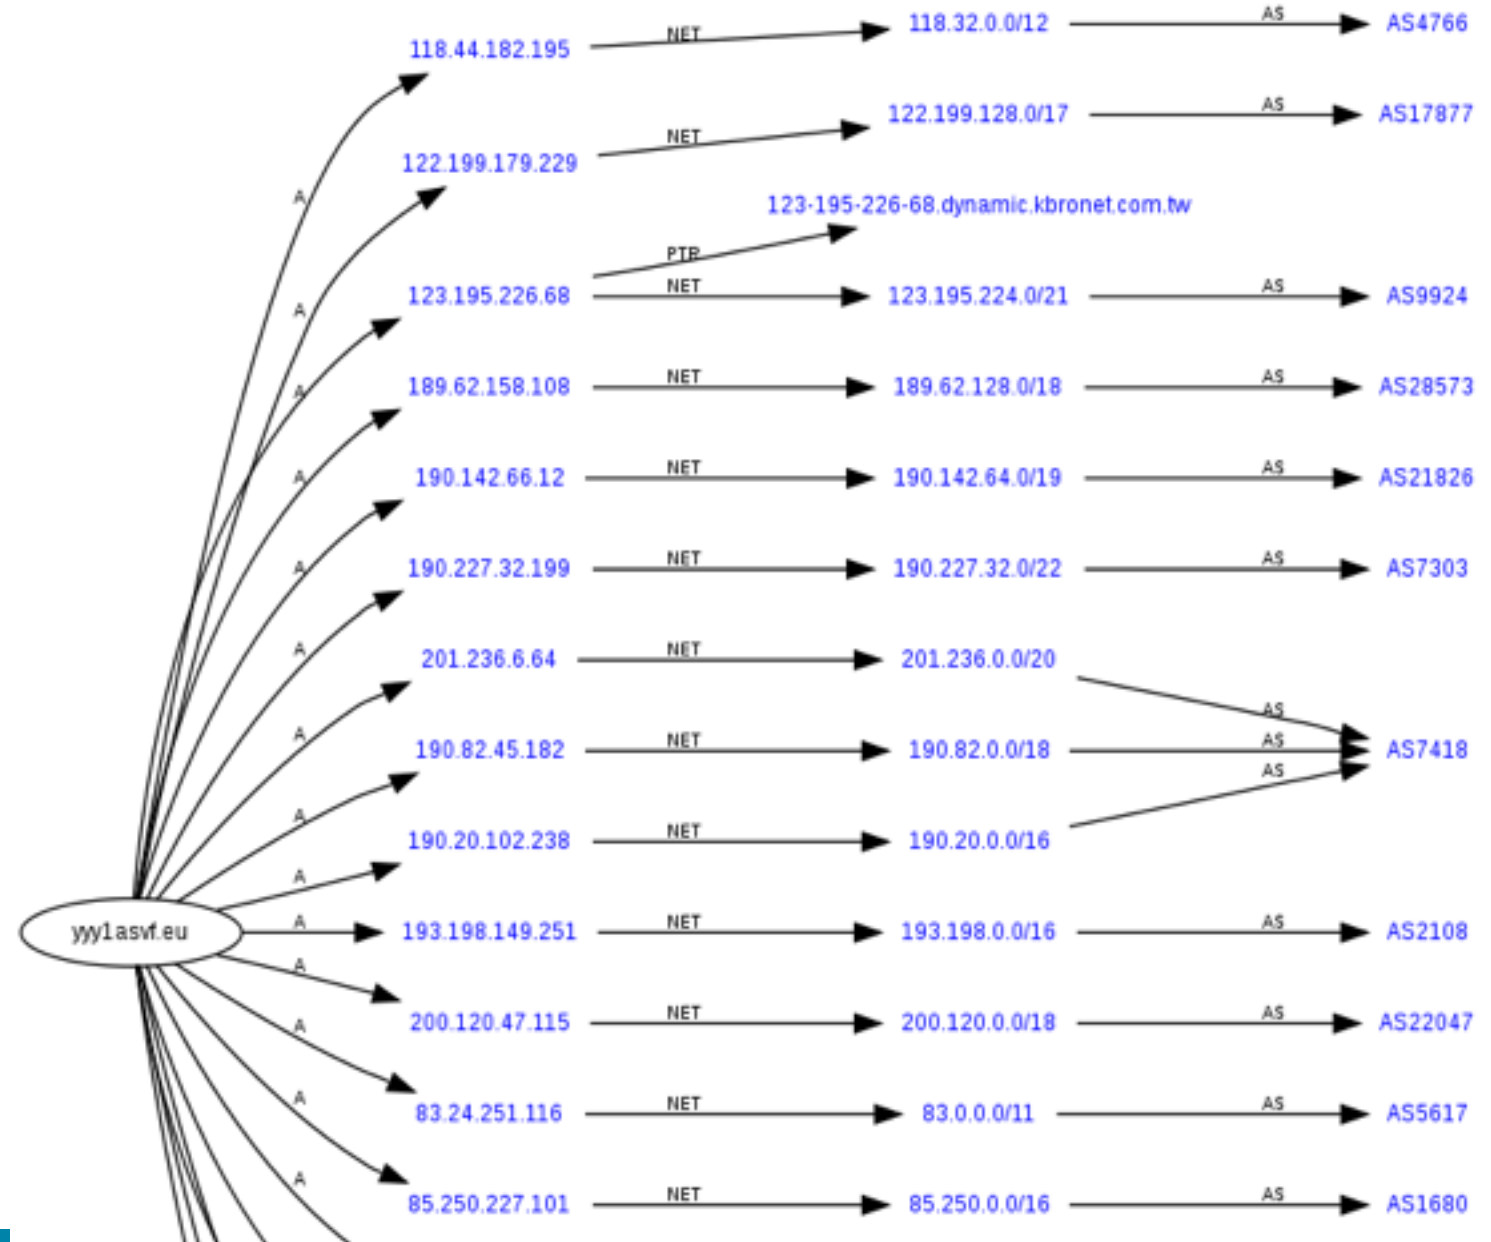 118.44.182.195 NET 118.32.0.0/12 AS AS4766
122.199.179.229 NET 122.199.128.0/17 AS AS17877
A
123-195-226-68.dynamic.kbronet.com.tw
PTR
123.195.226.68 NET 123.195.224.0/21 AS AS9924
A
A 189.62.158.108 NET 189.62.128.0/18 AS AS28573
A 190.142.66.12 NET 190.142.64.0/19 AS AS21826
A 190.227.32.199 NET 190.227.32.0/22 AS AS7303
A 201.236.6.64 NET 201.236.0.0/20
AS
A 190.82.45.182 NET 190.82.0.0/18 AS AS7418
AS
A 190.20.102.238 NET 190.20.0.0/16
A
yyy1asvf.eu A 193.198.149.251 NET 193.198.0.0/16 AS AS2108
A
A 200.120.47.115 NET 200.120.0.0/18 AS AS22047
A 83.24.251.116 NET 83.0.0.0/11 AS AS5617
A 85.250.227.101 NET 85.250.0.0/16 AS AS1680